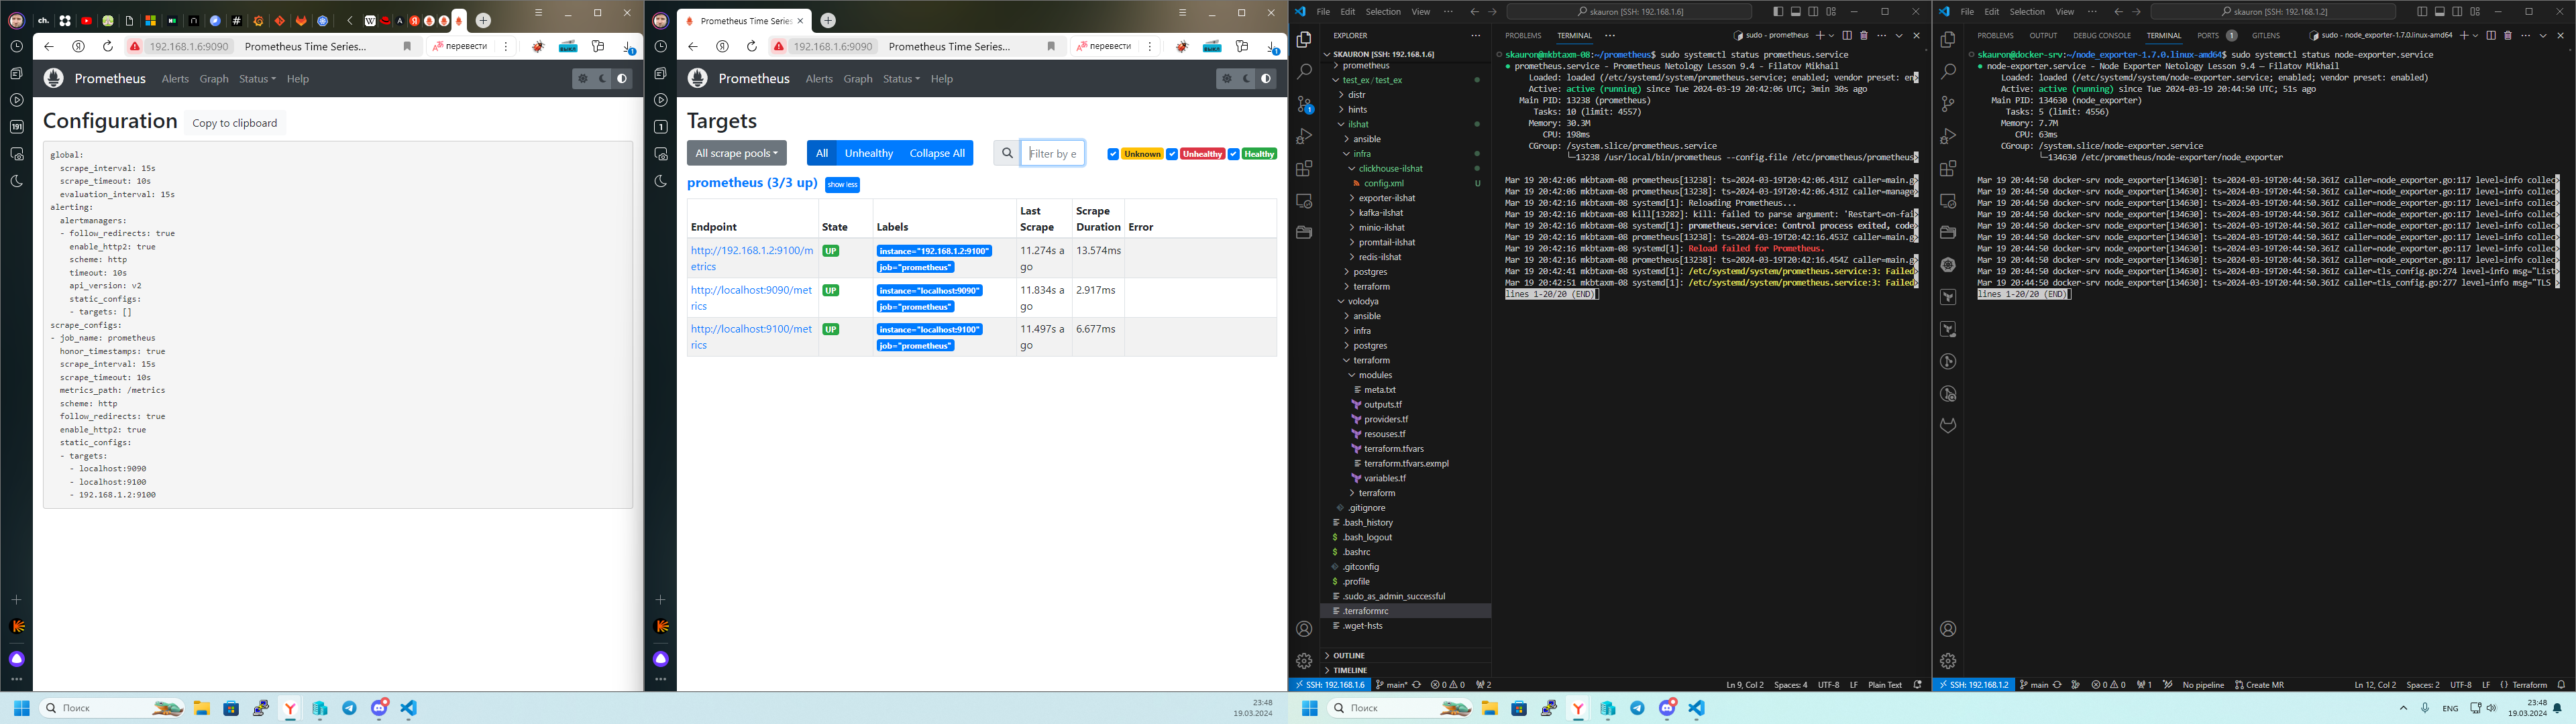 192.168.1.6:9090 Prometheus Time Series... перевести
Prometheus Alerts Graph Status Help
Configuration Copy to clipboard
global:
scrape_interval: 15s
scrape_timeout: 10s
evaluation_interval: 15s
alerting:
alertmanagers:
- follow_redirects: true
enable_http2: true
scheme: http
timeout: 10s
api_version: v2
static_configs:
- targets: []
scrape_configs:
- job_name: prometheus
honor_timestamps: true
scrape_interval: 15s
scrape_timeout: 10s
metrics_path: /metrics
scheme: http
follow_redirects: true
enable_http2: true
static_configs:
- targets:
- localhost:9090
- localhost:9100
- 192.168.1.2:9100
Prometheus Time Series
192.168.1.6:9090 Prometheus Time Series... перевести
Prometheus Alerts Graph Status Help
Targets
All scrape pools All Unhealthy Collapse All Filter by e Unknown Unhealthy Healthy
prometheus (3/3 up) show less
Endpoint State Labels Last Scrape Scrape Duration Error
http://192.168.1.2:9100/metrics UP instance="192.168.1.2:9100" job="prometheus" 11.274s ago 13.574ms
http://localhost:9090/metrics UP instance="localhost:9090" job="prometheus" 11.834s ago 2.917ms
http://localhost:9100/metrics UP instance="localhost:9100" job="prometheus" 11.497s ago 6.677ms
File Edit Selection View ··· skauron [SSH: 192.168.1.6]
EXPLORER
SKAURON [SSH: 192.168.1.6]
prometheus
test_ex / test_ex
distr
hints
ilshat
ansible
infra
clickhouse-ilshat
config.xml U
exporter-ilshat
kafka-ilshat
minio-ilshat
promtail-ilshat
redis-ilshat
postgres
terraform
volodya
ansible
infra
postgres
terraform
modules
meta.txt
outputs.tf
providers.tf
resouses.tf
terraform.tfvars
terraform.tfvars.exmpl
variables.tf
terraform
.gitignore
.bash_history
.bash_logout
.bashrc
.gitconfig
.profile
.sudo_as_admin_successful
.terraformrc
.wget-hsts
OUTLINE
TIMELINE
PROBLEMS TERMINAL ··· sudo - prometheus
skauron@mkbtaxm-08:~/prometheus$ sudo systemctl status prometheus.service
● prometheus.service - Prometheus Netology Lesson 9.4 - Filatov Mikhail
Loaded: loaded (/etc/systemd/system/prometheus.service; enabled; vendor preset: en>
Active: active (running) since Tue 2024-03-19 20:42:06 UTC; 3min 30s ago
Main PID: 13238 (prometheus)
Tasks: 10 (limit: 4557)
Memory: 30.3M
CPU: 198ms
CGroup: /system.slice/prometheus.service
└─13238 /usr/local/bin/prometheus --config.file /etc/prometheus/prometheus>
Mar 19 20:42:06 mkbtaxm-08 prometheus[13238]: ts=2024-03-19T20:42:06.431Z caller=main.g>
Mar 19 20:42:06 mkbtaxm-08 prometheus[13238]: ts=2024-03-19T20:42:06.432Z caller=manage>
Mar 19 20:42:16 mkbtaxm-08 systemd[1]: Reloading Prometheus...
Mar 19 20:42:16 mkbtaxm-08 kill[13282]: kill: failed to parse argument: 'Restart=on-fai>
Mar 19 20:42:16 mkbtaxm-08 systemd[1]: prometheus.service: Control process exited, code>
Mar 19 20:42:16 mkbtaxm-08 prometheus[13238]: ts=2024-03-19T20:42:16.453Z caller=main.g>
Mar 19 20:42:16 mkbtaxm-08 systemd[1]: Reload failed for Prometheus.
Mar 19 20:42:16 mkbtaxm-08 prometheus[13238]: ts=2024-03-19T20:42:16.454Z caller=main.g>
Mar 19 20:42:41 mkbtaxm-08 systemd[1]: /etc/systemd/system/prometheus.service:3: Failed>
Mar 19 20:42:51 mkbtaxm-08 systemd[1]: /etc/systemd/system/prometheus.service:3: Failed>
lines 1-20/20 (END)
SSH: 192.168.1.6 main* 0 0 2 Ln 9, Col 2 Spaces: 4 UTF-8 LF Plain Text
File Edit Selection View ··· skauron [SSH: 192.168.1.2]
PROBLEMS OUTPUT DEBUG CONSOLE TERMINAL PORTS 1 GITLENS sudo - node_exporter-1.7.0.linux-amd64
skauron@docker-srv:~/node_exporter-1.7.0.linux-amd64$ sudo systemctl status node-exporter.service
● node-exporter.service - Node Exporter Netology Lesson 9.4 — Filatov Mikhail
Loaded: loaded (/etc/systemd/system/node-exporter.service; enabled; vendor preset: enabled)
Active: active (running) since Tue 2024-03-19 20:44:50 UTC; 51s ago
Main PID: 134630 (node_exporter)
Tasks: 5 (limit: 4556)
Memory: 7.7M
CPU: 63ms
CGroup: /system.slice/node-exporter.service
└─134630 /etc/prometheus/node-exporter/node_exporter
Mar 19 20:44:50 docker-srv node_exporter[134630]: ts=2024-03-19T20:44:50.361Z caller=node_exporter.go:117 level=info collec>
Mar 19 20:44:50 docker-srv node_exporter[134630]: ts=2024-03-19T20:44:50.361Z caller=node_exporter.go:117 level=info collec>
Mar 19 20:44:50 docker-srv node_exporter[134630]: ts=2024-03-19T20:44:50.361Z caller=node_exporter.go:117 level=info collec>
Mar 19 20:44:50 docker-srv node_exporter[134630]: ts=2024-03-19T20:44:50.361Z caller=node_exporter.go:117 level=info collec>
Mar 19 20:44:50 docker-srv node_exporter[134630]: ts=2024-03-19T20:44:50.361Z caller=node_exporter.go:117 level=info collec>
Mar 19 20:44:50 docker-srv node_exporter[134630]: ts=2024-03-19T20:44:50.361Z caller=node_exporter.go:117 level=info collec>
Mar 19 20:44:50 docker-srv node_exporter[134630]: ts=2024-03-19T20:44:50.361Z caller=node_exporter.go:117 level=info collec>
Mar 19 20:44:50 docker-srv node_exporter[134630]: ts=2024-03-19T20:44:50.361Z caller=node_exporter.go:117 level=info collec>
Mar 19 20:44:50 docker-srv node_exporter[134630]: ts=2024-03-19T20:44:50.361Z caller=tls_config.go:274 level=info msg="List>
Mar 19 20:44:50 docker-srv node_exporter[134630]: ts=2024-03-19T20:44:50.361Z caller=tls_config.go:277 level=info msg="TLS >
lines 1-20/20 (END)
SSH: 192.168.1.2 main 0 0 1 No pipeline Create MR Ln 12, Col 2 Spaces: 2 UTF-8 LF Terraform
Поиск 23:48
19.03.2024
Поиск ENG 23:48
19.03.2024